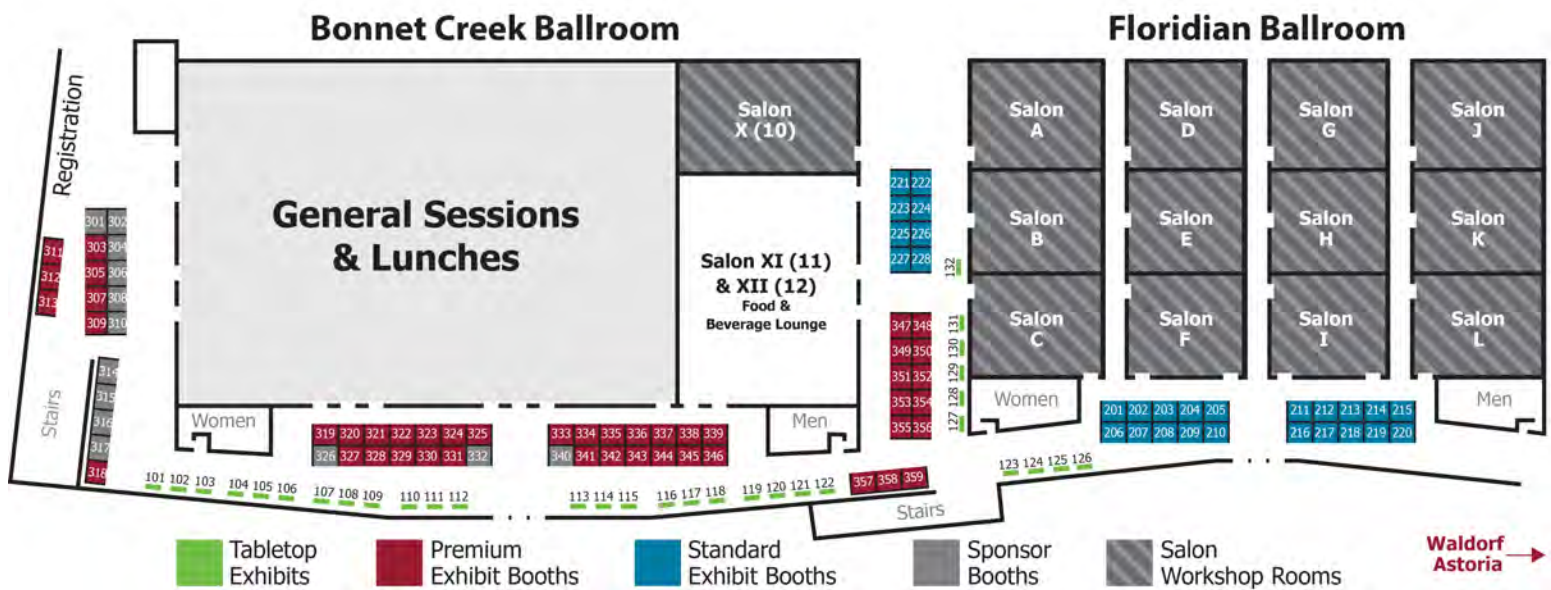 Bonnet Creek Ballroom
Floridian Ballroom
Registration
General Sessions
& Lunches
Salon
X (10)
Salon XI (11)
& XII (12)
Food &
Beverage Lounge
Salon
A
Salon
D
Salon
G
Salon
J
Salon
B
Salon
E
Salon
H
Salon
K
Salon
C
Salon
F
Salon
I
Salon
L
301 302
303 304
305 306
307 308
309 310
311
312
313
314
315
316
317
318
Stairs
Women
Men
319 320 321 322 323 324 325
326 327 328 329 330 331 332
333 334 335 336 337 338 339
340 341 342 343 344 345 346
221 222
223 224
225 226
227 228
347 348
349 350
351 352
353 354
355 356
132
131
130
129
128
127
Women
Men
201 202 203 204 205
206 207 208 209 210
211 212 213 214 215
216 217 218 219 220
101 102 103 104 105 106 107 108 109 110 111 112
113 114 115 116 117 118 119 120 121 122
357 358 359
123 124 125 126
Stairs
Tabletop
Exhibits
Premium
Exhibit Booths
Standard
Exhibit Booths
Sponsor
Booths
Salon
Workshop Rooms
Waldorf
Astoria